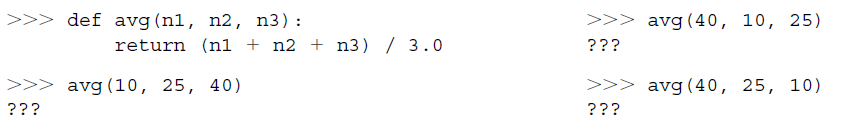 >>> def avg(n1, n2, n3):
        return (n1 + n2 + n3) / 3.0
>>> avg(10, 25, 40)
???
>>> avg(40, 10, 25)
???
>>> avg(40, 25, 10)
???